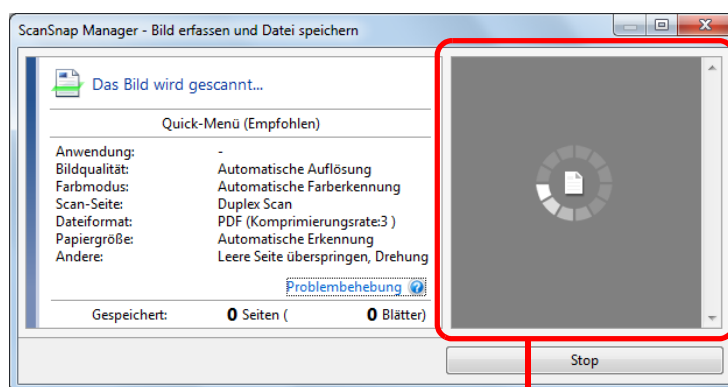 ScanSnap Manager - Bild erfassen und Datei speichern
Das Bild wird gescannt...
Quick-Menü (Empfohlen)
Anwendung: -
Bildqualität: Automatische Auflösung
Farbmodus: Automatische Farberkennung
Scan-Seite: Duplex Scan
Dateiformat: PDF (Komprimierungsrate:3 )
Papiergröße: Automatische Erkennung
Andere: Leere Seite überspringen, Drehung
Problembehebung ?
Gespeichert: 0 Seiten ( 0 Blätter)
Stop